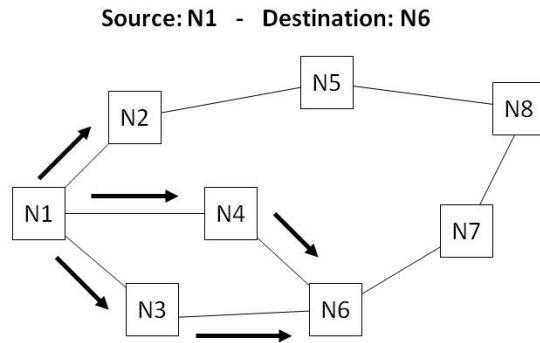 Source: N1 - Destination: N6
N5
N2
N8
N1
N4
N7
N3
N6